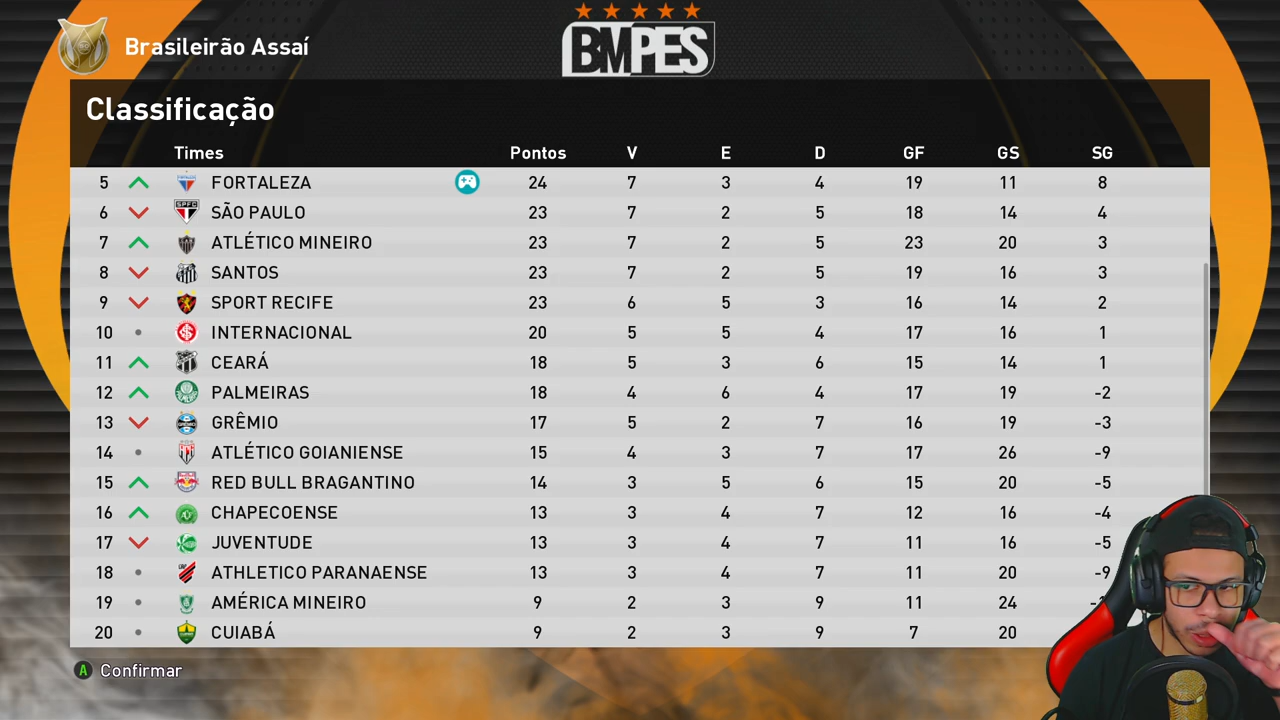 Brasileirão Assaí
BMPES
Classificação
Times Pontos V E D GF GS SG
5 FORTALEZA 24 7 3 4 19 11 8
6 SÃO PAULO 23 7 2 5 18 14 4
7 ATLÉTICO MINEIRO 23 7 2 5 23 20 3
8 SANTOS 23 7 2 5 19 16 3
9 SPORT RECIFE 23 6 5 3 16 14 2
10 INTERNACIONAL 20 5 5 4 17 16 1
11 CEARÁ 18 5 3 6 15 14 1
12 PALMEIRAS 18 4 6 4 17 19 -2
13 GRÊMIO 17 5 2 7 16 19 -3
14 ATLÉTICO GOIANIENSE 15 4 3 7 17 26 -9
15 RED BULL BRAGANTINO 14 3 5 6 15 20 -5
16 CHAPECOENSE 13 3 4 7 12 16 -4
17 JUVENTUDE 13 3 4 7 11 16 -5
18 ATHLETICO PARANAENSE 13 3 4 7 11 20 -9
19 AMÉRICA MINEIRO 9 2 3 9 11 24
20 CUIABÁ 9 2 3 9 7 20
A Confirmar